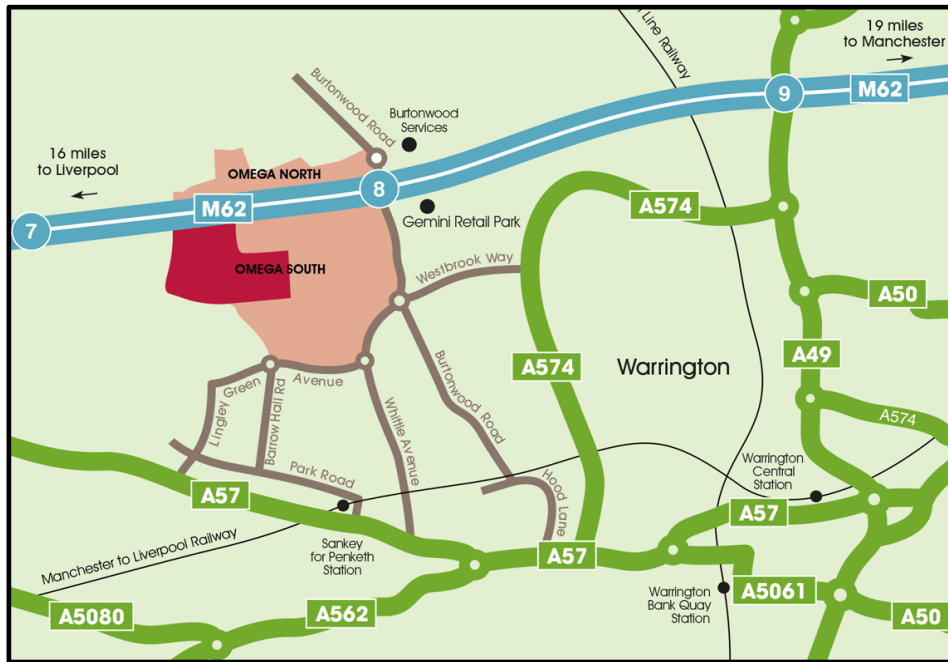 19 miles
to Manchester
Line Railway
9
M62
Burtonwood Road
Burtonwood
Services
16 miles
to Liverpool
OMEGA NORTH
8
M62
7
Gemini Retail Park
A574
OMEGA SOUTH
Westbrook Way
A50
A49
Warrington
A574
Burtonwood Road
Lingley Green
Avenue
Barrow Hall Rd
Whittle Avenue
A574
Park Road
Warrington
Central
Station
Hood Lane
A57
A57
Sankey
for Penketh
Station
Manchester to Liverpool Railway
A57
Warrington
Bank Quay
Station
A5061
A5080
A562
A50